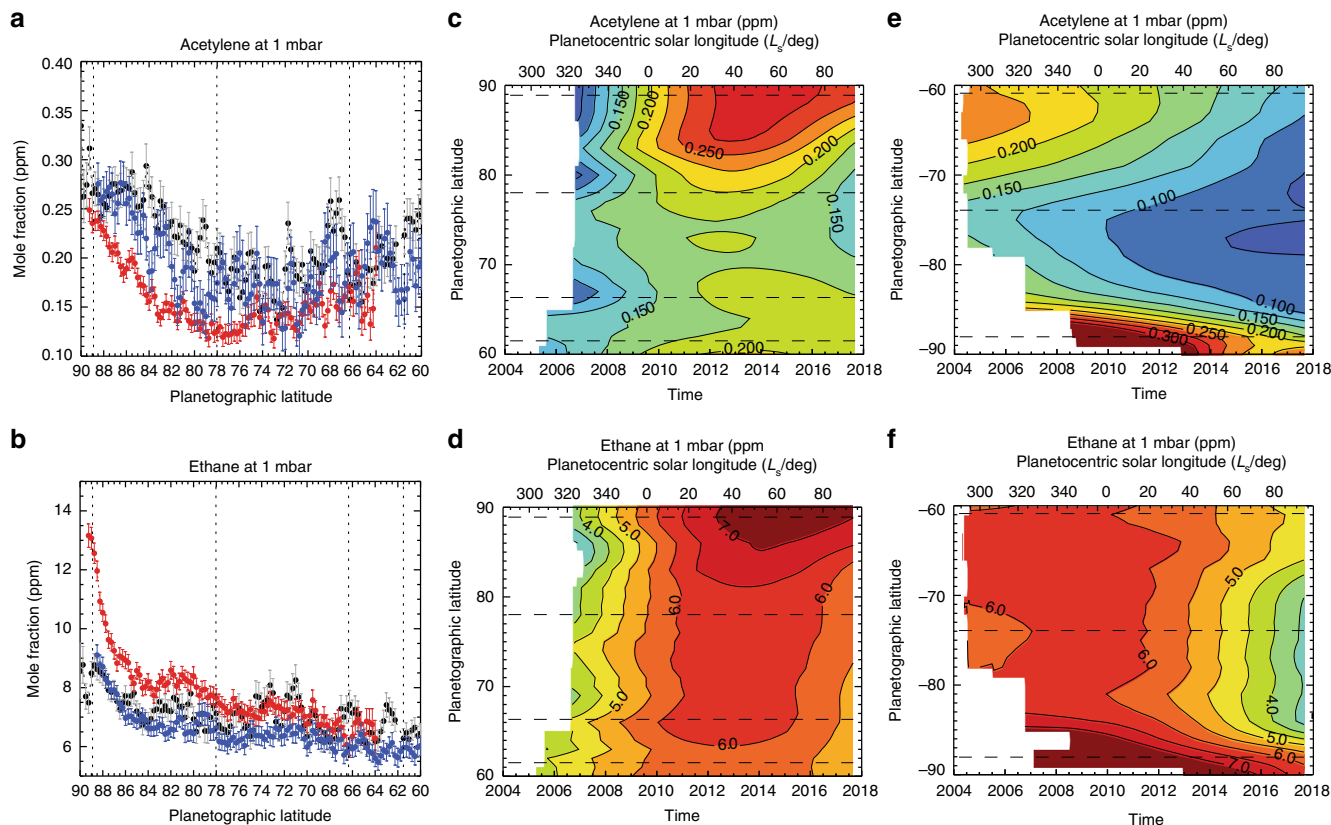 a
Acetylene at 1 mbar
0.40
0.35
0.30
0.25
0.20
0.15
0.10
Mole fraction (ppm)
90 88 86 84 82 80 78 76 74 72 70 68 66 64 62 60
Planetographic latitude
b
Ethane at 1 mbar
14
12
10
8
6
Mole fraction (ppm)
90 88 86 84 82 80 78 76 74 72 70 68 66 64 62 60
Planetographic latitude
c
Acetylene at 1 mbar (ppm)
Planetocentric solar longitude (Ls/deg)
300 320 340 0 20 40 60 80
90
80
70
60
Planetographic latitude
0.150
0.200
0.250
0.200
0.150
0.150
0.200
2004 2006 2008 2010 2012 2014 2016 2018
Time
d
Ethane at 1 mbar (ppm
Planetocentric solar longitude (Ls/deg)
300 320 340 0 20 40 60 80
90
80
70
60
Planetographic latitude
4.0
5.0
7.0
6.0
6.0
5.0
6.0
2004 2006 2008 2010 2012 2014 2016 2018
Time
e
Acetylene at 1 mbar (ppm)
Planetocentric solar longitude (Ls/deg)
300 320 340 0 20 40 60 80
−60
−70
−80
−90
Planetographic latitude
0.200
0.150
0.100
0.100
0.150
0.200
0.250
0.300
2004 2006 2008 2010 2012 2014 2016 2018
Time
f
Ethane at 1 mbar (ppm)
Planetocentric solar longitude (Ls/deg)
300 320 340 0 20 40 60 80
−60
−70
−80
−90
Planetographic latitude
6.0
5.0
6.0
4.0
5.0
6.0
7.0
2004 2006 2008 2010 2012 2014 2016 2018
Time